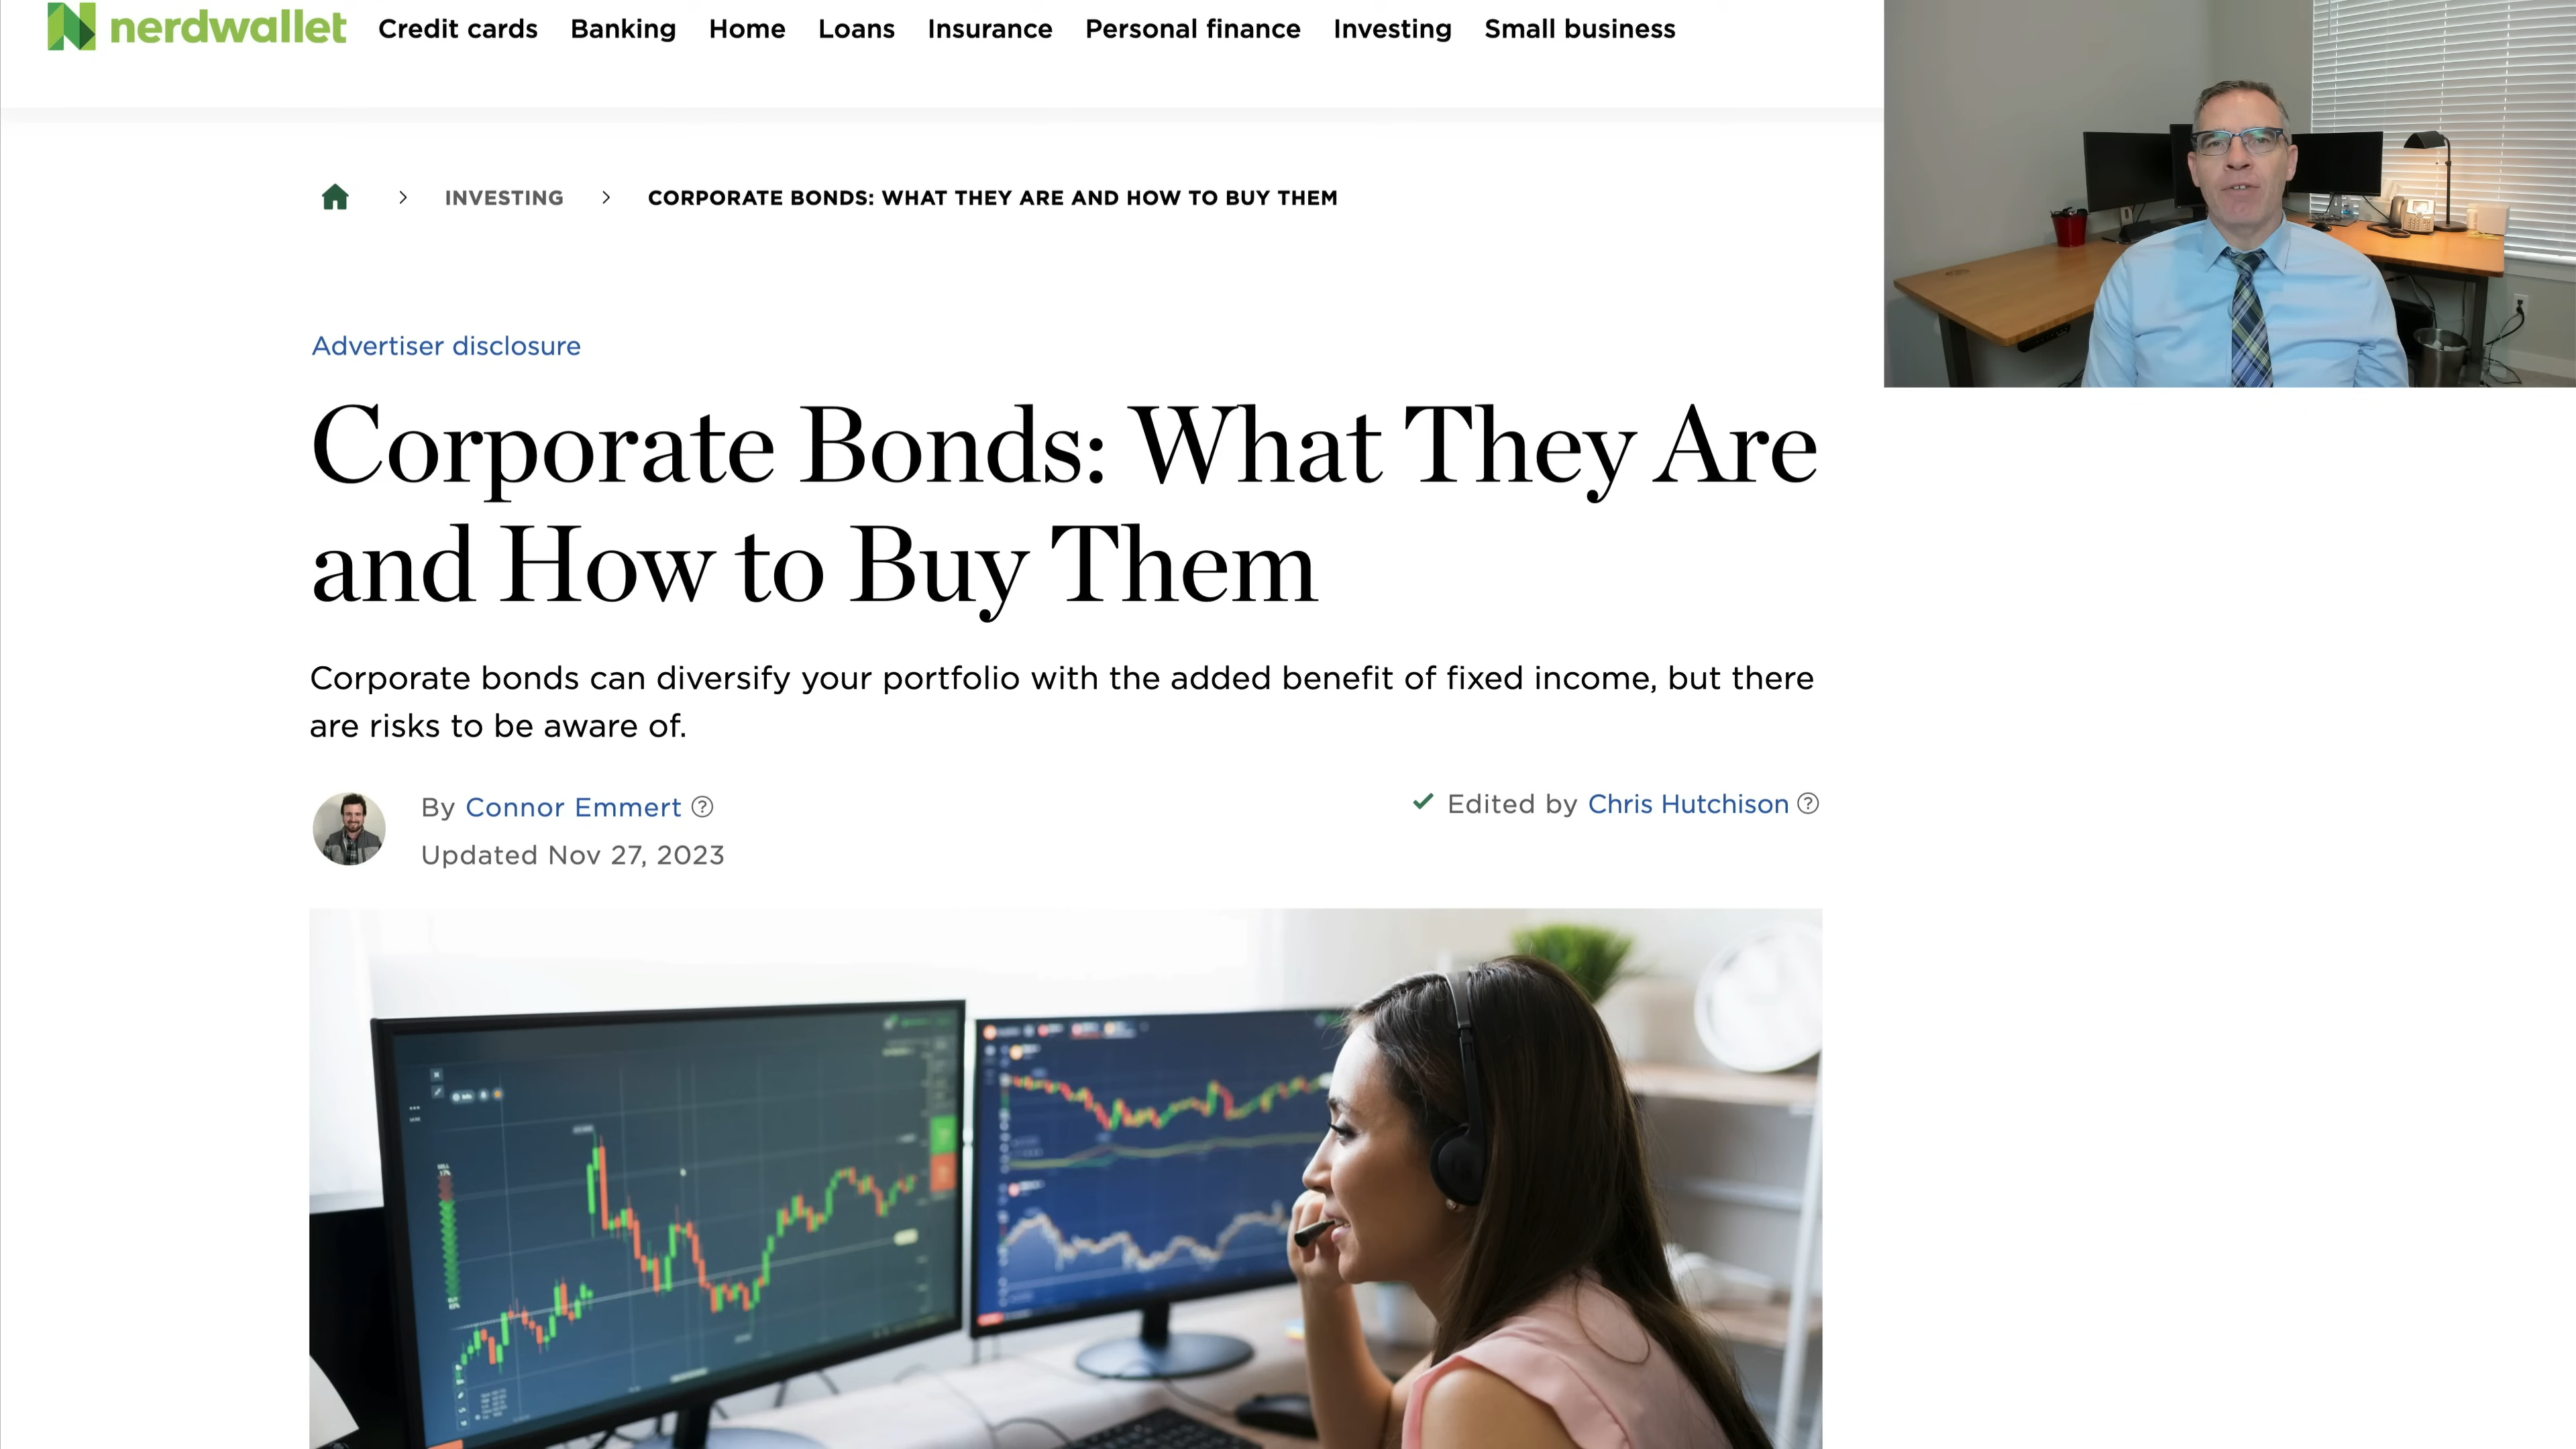 nerdwallet Credit cards Banking Home Loans Insurance Personal finance Investing Small business
INVESTING CORPORATE BONDS: WHAT THEY ARE AND HOW TO BUY THEM
Advertiser disclosure
Corporate Bonds: What They Are
and How to Buy Them
Corporate bonds can diversify your portfolio with the added benefit of fixed income, but there
are risks to be aware of.
By Connor Emmert ?
Edited by Chris Hutchison ?
Updated Nov 27, 2023